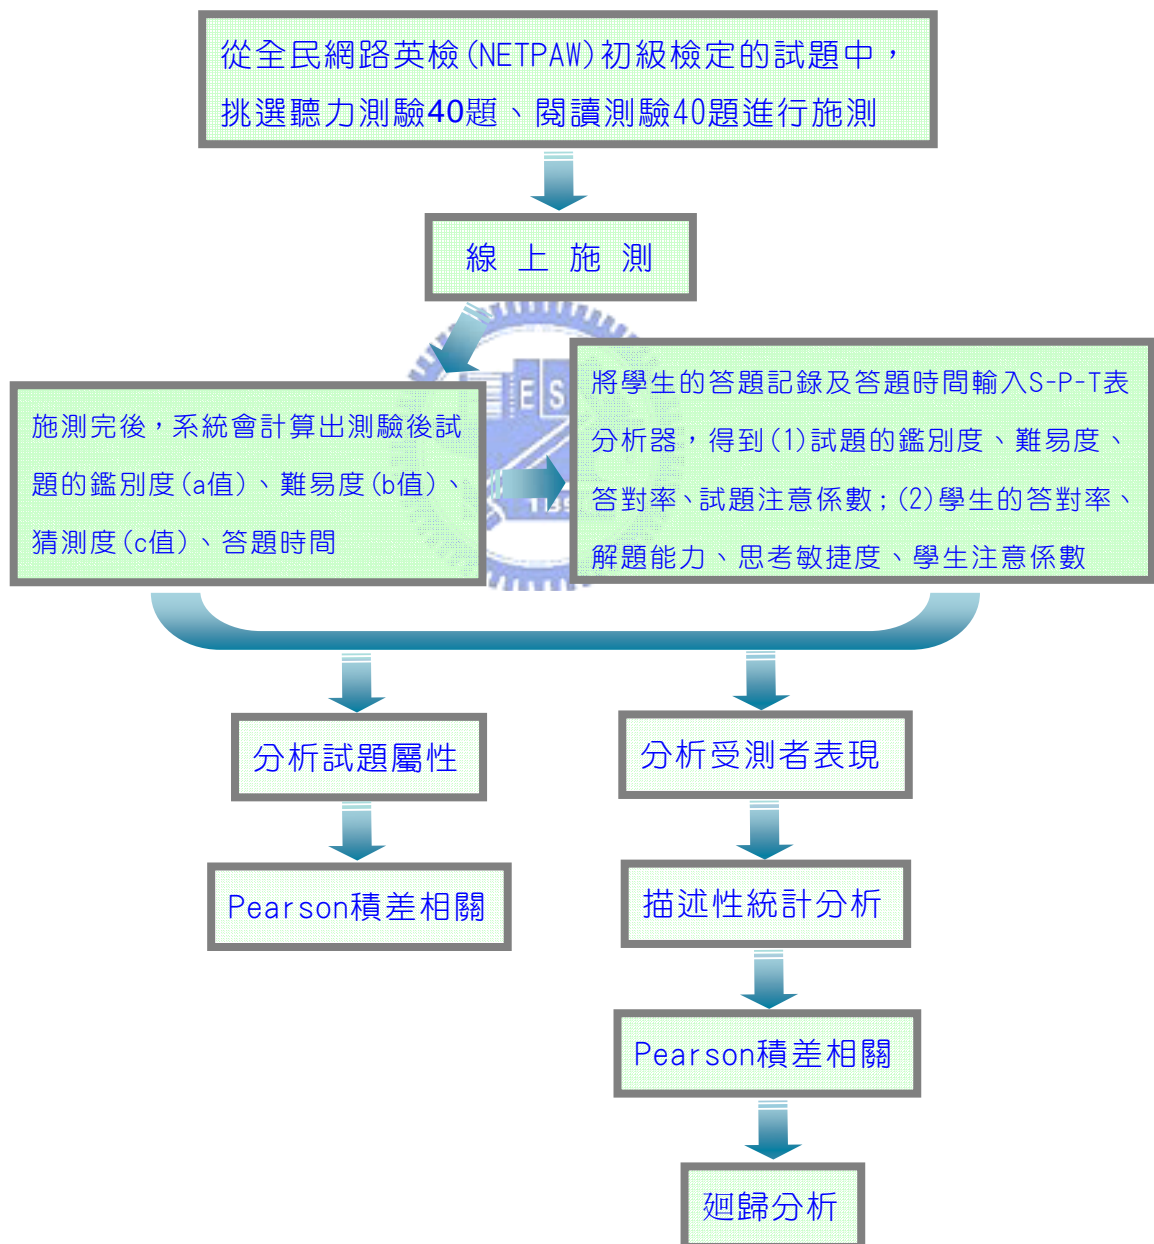 從全民網路英檢(NETPAW)初級檢定的試題中，
挑選聽力測驗40題、閱讀測驗40題進行施測
線上施測
施測完後，系統會計算出測驗後試
題的鑑別度(a值)、難易度(b值)、
猜測度(c值)、答題時間
將學生的答題記錄及答題時間輸入S-P-T表
分析器，得到(1)試題的鑑別度、難易度、
答對率、試題注意係數；(2)學生的答對率、
解題能力、思考敏捷度、學生注意係數
ES
分析試題屬性
分析受測者表現
Pearson積差相關
描述性統計分析
Pearson積差相關
廻歸分析